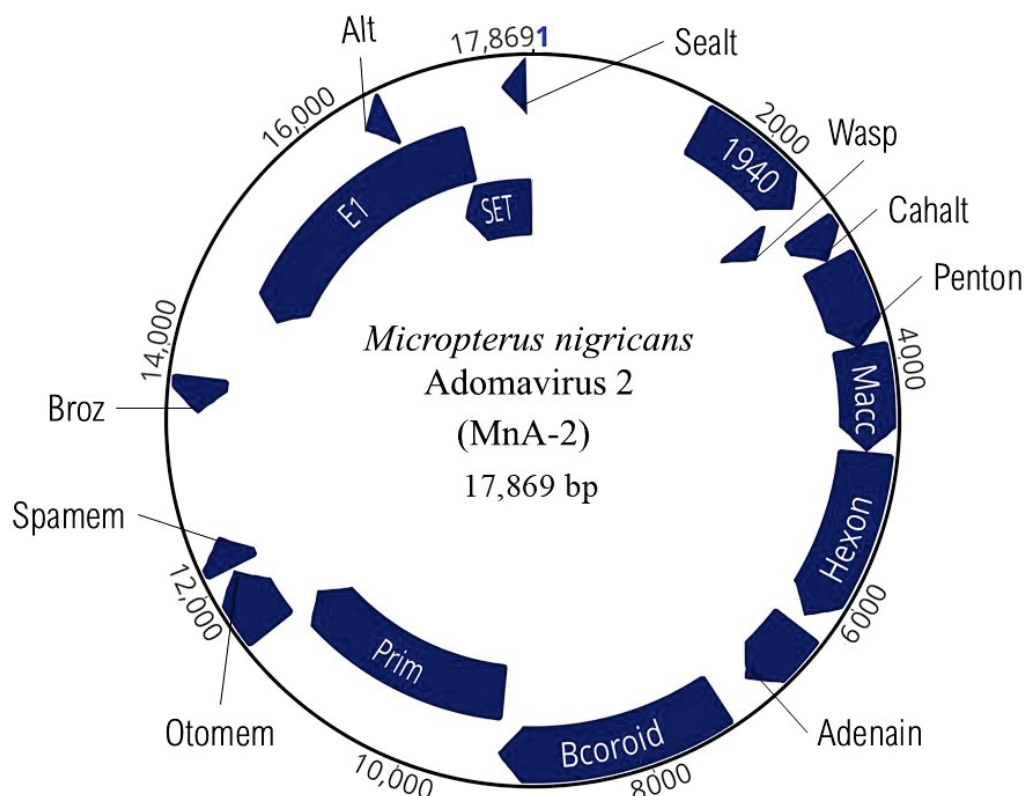 Alt
17,869 1
Sealt
16,000
2000
Wasp
1940
E1
SET
Cahalt
Penton
14,000
4000
Micropterus nigricans
Adomavirus 2
(MnA-2)
17,869 bp
Macc
Broz
Hexon
Spamem
12,000
6000
Prim
Otomem
Adenain
Bcoroid
10,000
8000